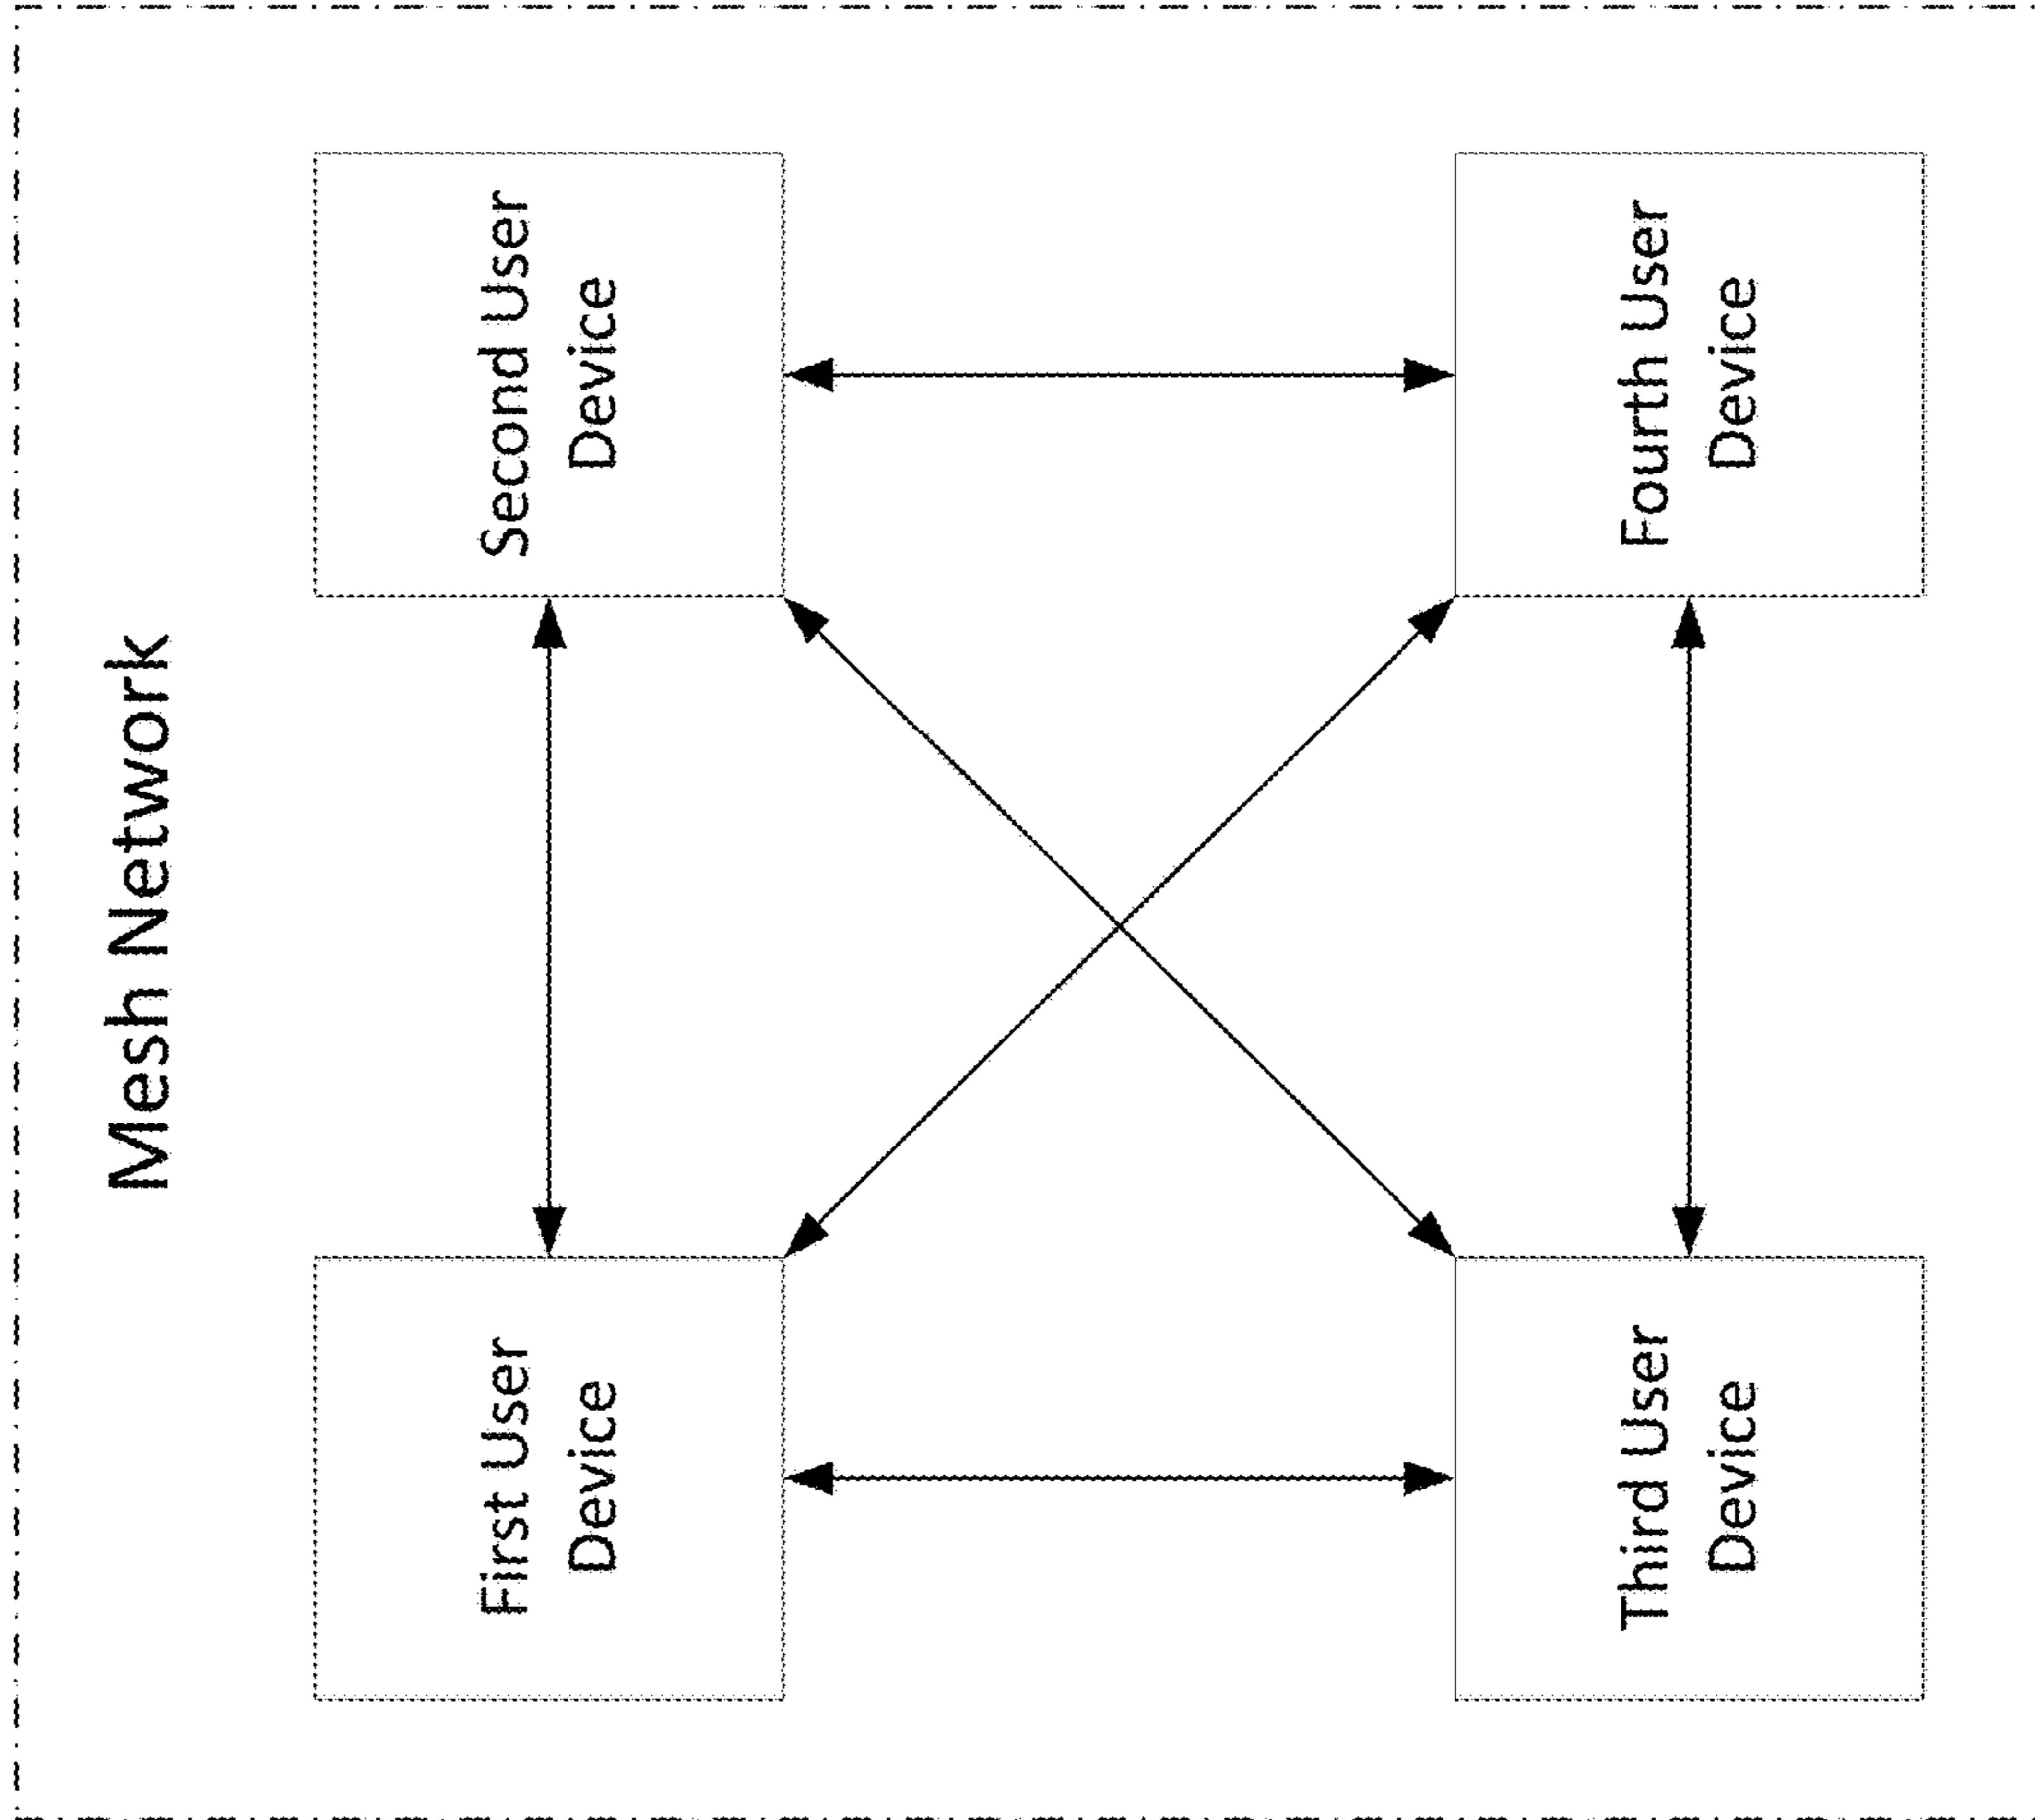 Mesh Network
First User
Device
Second User
Device
Third User
Device
Fourth User
Device